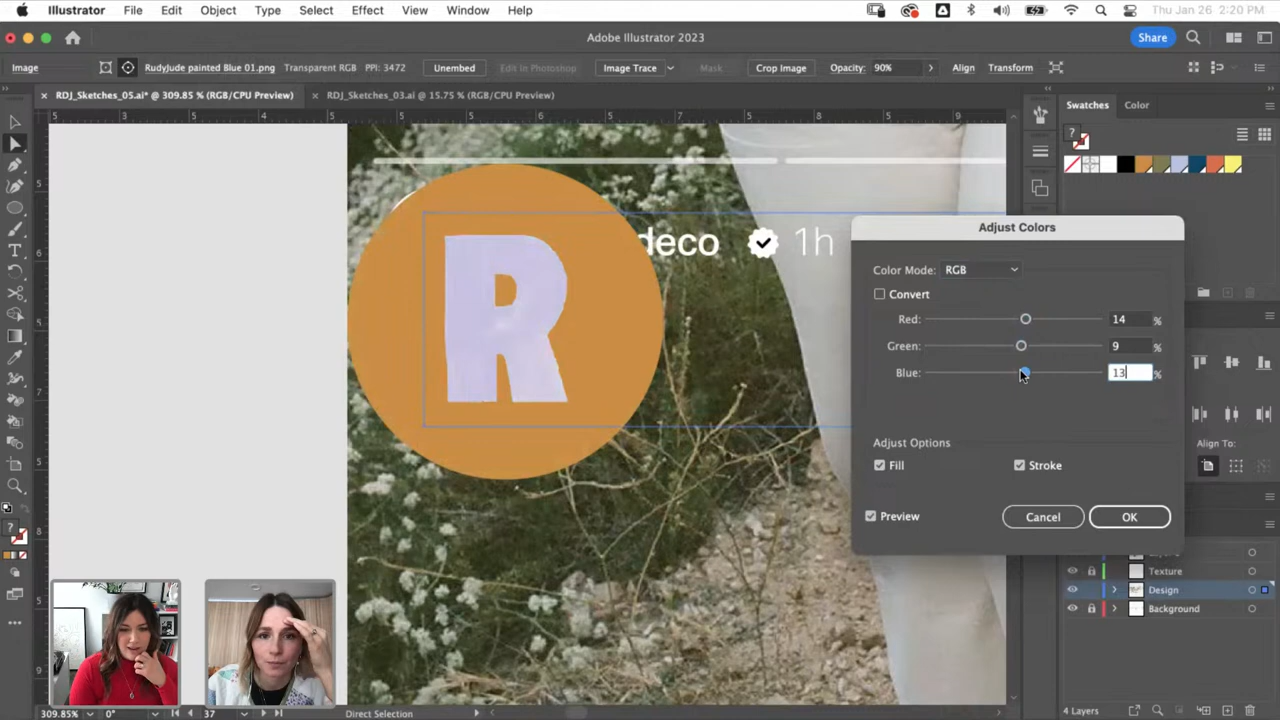 Illustrator File Edit Object Type Select Effect View Window Help Thu Jan 26 2:20 PM
Adobe Illustrator 2023 Share
Image RudyJude painted Blue 01.png Transparent RGB PPI: 3472 Unembed Edit in Photoshop Image Trace Mask Crop Image Opacity: 90% Align Transform
× RDJ_Sketches_05.ai* @ 309.85 % (RGB/CPU Preview) × RDJ_Sketches_03.ai @ 15.75 % (RGB/CPU Preview)
Swatches Color
R
deco 1h
Adjust Colors
Color Mode: RGB
Convert
Red: 14 %
Green: 9 %
Blue: 13 %
Adjust Options
Fill Stroke
Preview Cancel OK
Align To:
Texture
Design
Background
309.85% 0° 37 Direct Selection 4 Layers